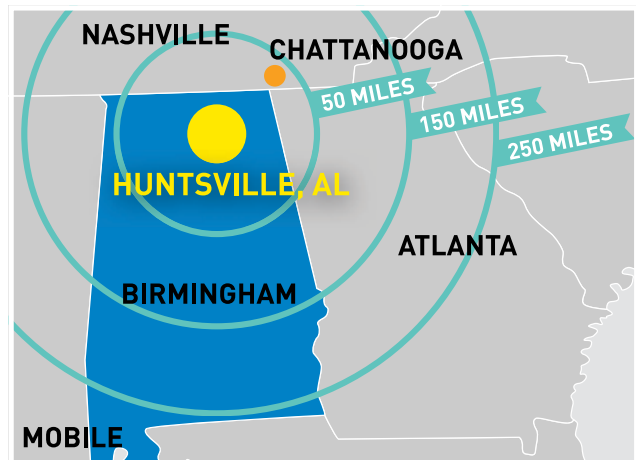 NASHVILLE
CHATTANOOGA
50 MILES
150 MILES
250 MILES
HUNTSVILLE, AL
ATLANTA
BIRMINGHAM
MOBILE